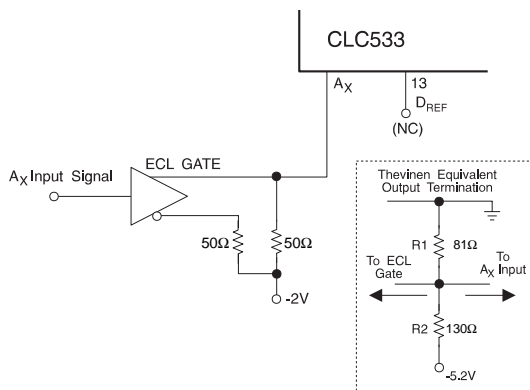 CLC533
A_X
13
D_REF
(NC)
ECL GATE
A_X Input Signal
50Ω
50Ω
-2V
Thevinen Equivalent
Output Termination
R1
81Ω
To ECL
Gate
To
A_X Input
R2
130Ω
-5.2V